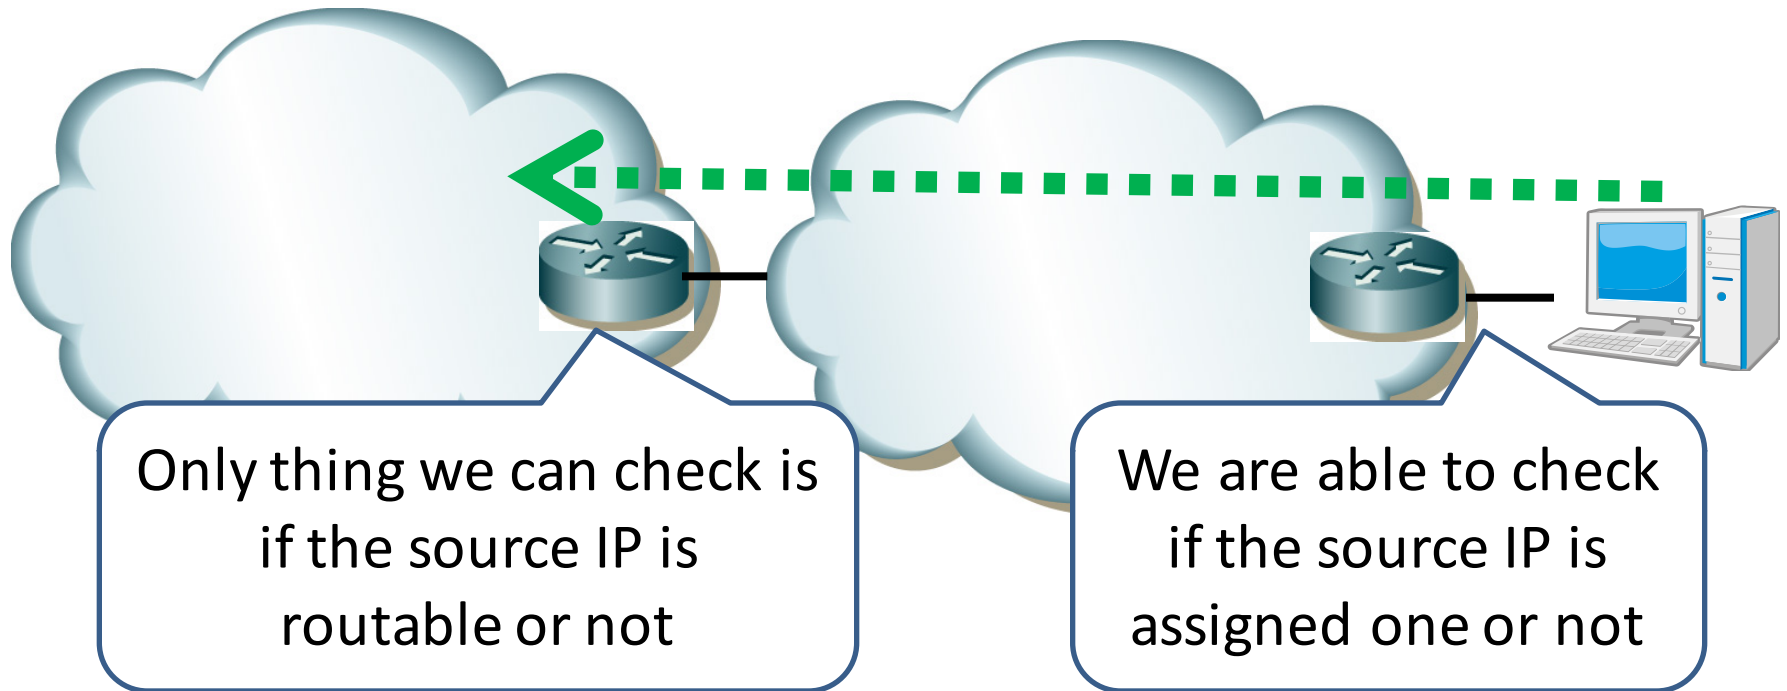 Only thing we can check is
if the source IP is
routable or not
We are able to check
if the source IP is
assigned one or not